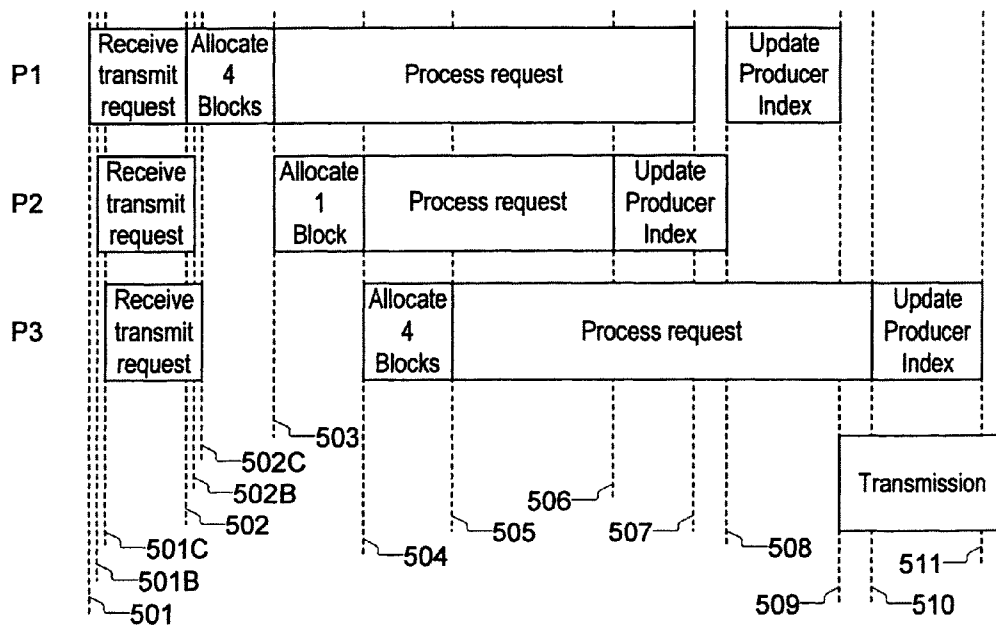 P1
Receive
transmit
request
Allocate
4
Blocks
Process request
Update
Producer
Index
P2
Receive
transmit
request
Allocate
1
Block
Process request
Update
Producer
Index
P3
Receive
transmit
request
Allocate
4
Blocks
Process request
Update
Producer
Index
Transmission
503
502C
502B
502
501C
501B
501
504
505
506
507
508
509
510
511